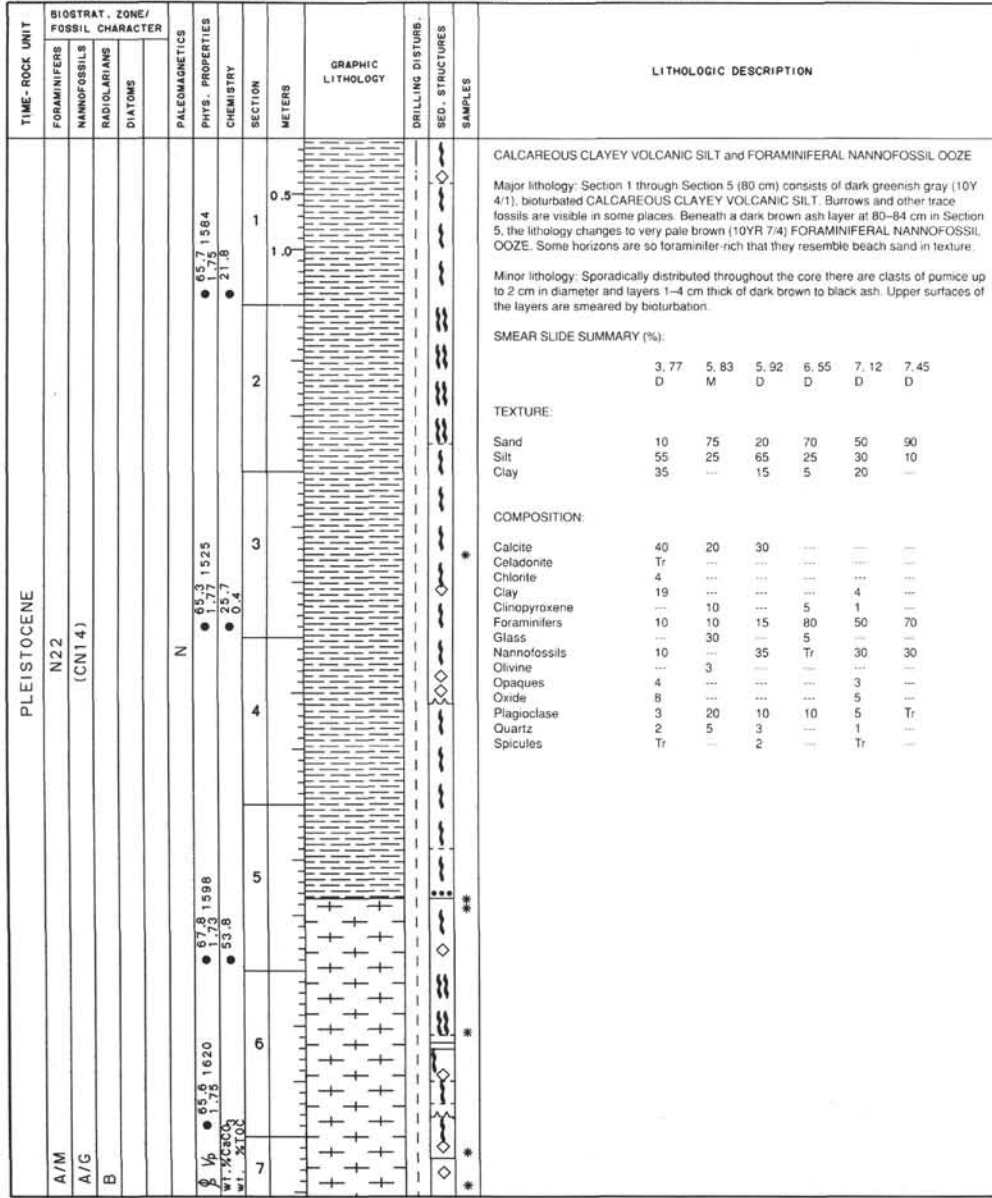 TIME-ROCK UNIT
BIOSTRAT. ZONE/
FOSSIL CHARACTER
FORAMINIFERS
NANNOFOSSILS
RADIOLARIANS
DIATOMS
PALEOMAGNETICS
PHYS. PROPERTIES
CHEMISTRY
SECTION
METERS
GRAPHIC
LITHOLOGY
DRILLING DISTURB.
SED. STRUCTURES
SAMPLES
LITHOLOGIC DESCRIPTION
PLEISTOCENE
N22
(CN14)
A/M
A/G
B
N
65.7 1584
1.75
65.3 1525
1.77
67.8 1598
1.73
65.6 1620
1.75
ϕ Vp
21.8
25.7
0.4
53.8
wt.%CaCO3
wt. %TOC
1
2
3
4
5
6
7
0.5
1.0
*
*
*
*
*
*
CALCAREOUS CLAYEY VOLCANIC SILT and FORAMINIFERAL NANNOFOSSIL OOZE
Major lithology: Section 1 through Section 5 (80 cm) consists of dark greenish gray (10Y
4/1), bioturbated CALCAREOUS CLAYEY VOLCANIC SILT. Burrows and other trace
fossils are visible in some places. Beneath a dark brown ash layer at 80–84 cm in Section
5, the lithology changes to very pale brown (10YR 7/4) FORAMINIFERAL NANNOFOSSIL
OOZE. Some horizons are so foraminifer-rich that they resemble beach sand in texture.
Minor lithology: Sporadically distributed throughout the core there are clasts of pumice up
to 2 cm in diameter and layers 1–4 cm thick of dark brown to black ash. Upper surfaces of
the layers are smeared by bioturbation.
SMEAR SLIDE SUMMARY (%):
3, 77 5, 83 5, 92 6, 55 7, 12 7, 45
D M D D D D
TEXTURE:
Sand 10 75 20 70 50 90
Silt 55 25 65 25 30 10
Clay 35 --- 15 5 20 ---
COMPOSITION:
Calcite 40 20 30 --- --- ---
Celadonite Tr --- --- --- --- ---
Chlorite 4 --- --- --- --- ---
Clay 19 --- --- --- 4 ---
Clinopyroxene --- 10 --- 5 1 ---
Foraminifers 10 10 15 80 50 70
Glass --- 30 --- 5 --- ---
Nannofossils 10 --- 35 Tr 30 30
Olivine --- 3 --- --- --- ---
Opaques 4 --- --- --- 3 ---
Oxide 8 --- --- --- 5 ---
Plagioclase 3 20 10 10 5 Tr
Quartz 2 5 3 --- 1 ---
Spicules Tr --- 2 --- Tr ---